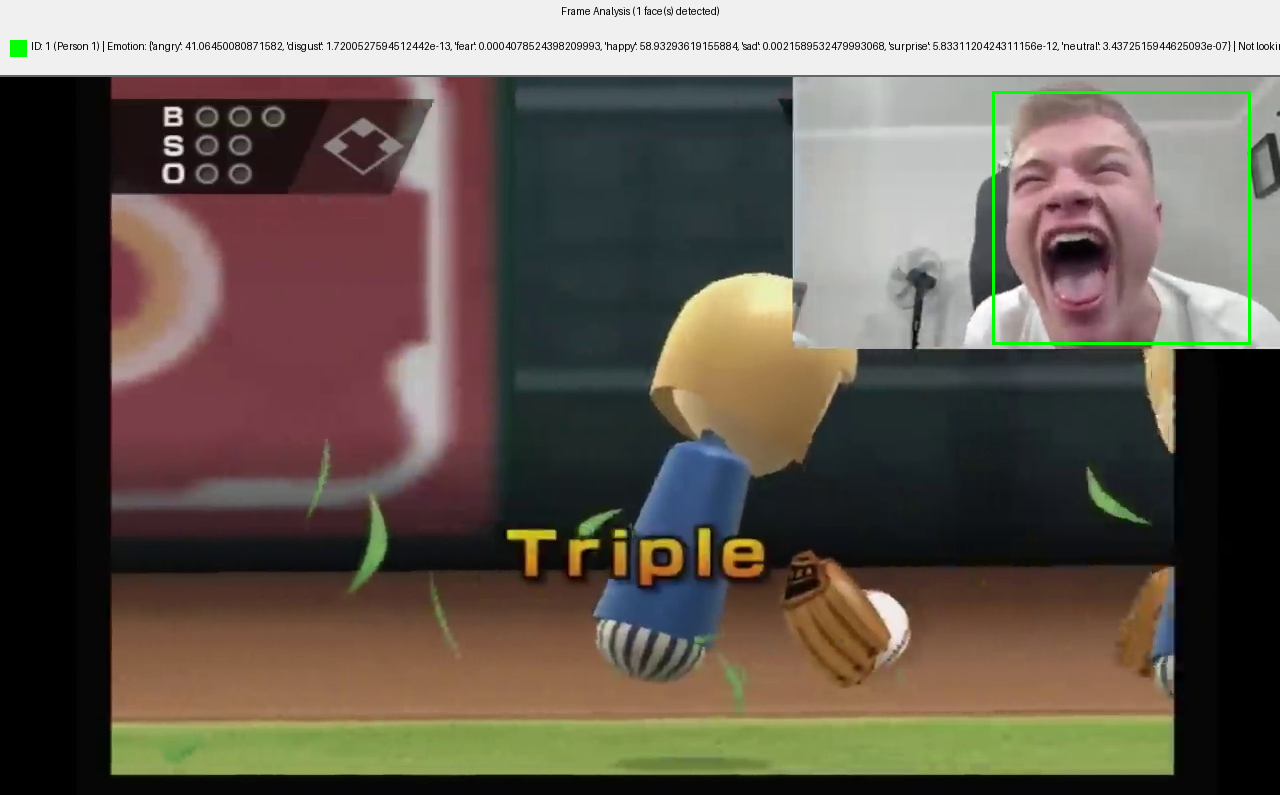 Frame Analysis (1 face(s) detected)
ID: 1 (Person 1) | Emotion: {'angry': 41.06450080871582, 'disgust': 1.7200527594512442e-13, 'fear': 0.0004078524398209993, 'happy': 58.93293619155884, 'sad': 0.0021589532479993068, 'surprise': 5.8331120424311156e-12, 'neutral': 3.4372515944625093e-07} | Not lookin
B
S
O
Triple